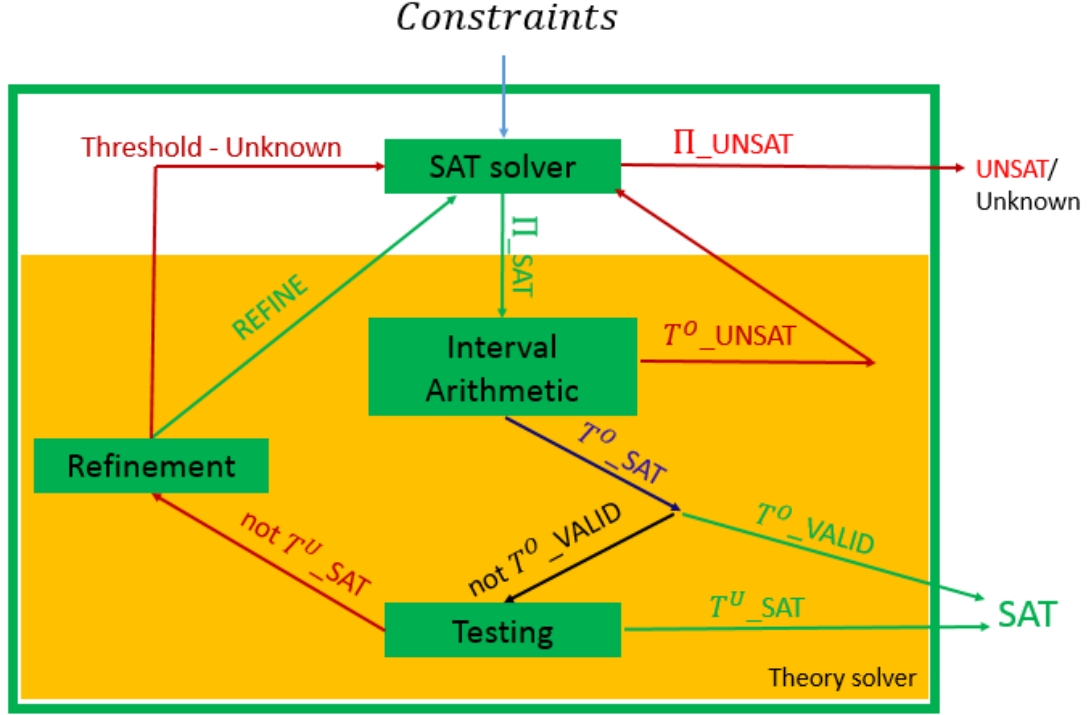 Constraints
Threshold - Unknown
SAT solver
Π_UNSAT
UNSAT/
Unknown
Π_SAT
REFINE
Interval
Arithmetic
T^O_UNSAT
T^O_SAT
Refinement
not T^U_SAT
not T^O_VALID
T^O_VALID
Testing
T^U_SAT
SAT
Theory solver